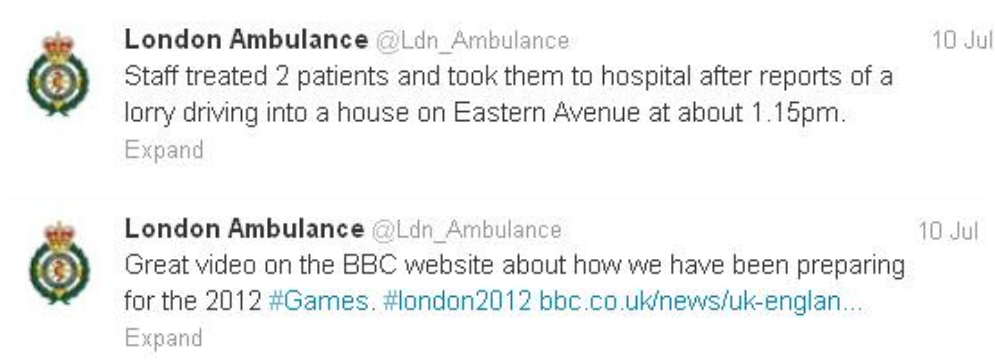 London Ambulance @Ldn_Ambulance 10 Jul
Staff treated 2 patients and took them to hospital after reports of a
lorry driving into a house on Eastern Avenue at about 1.15pm.
Expand
London Ambulance @Ldn_Ambulance 10 Jul
Great video on the BBC website about how we have been preparing
for the 2012 #Games. #london2012 bbc.co.uk/news/uk-englan...
Expand